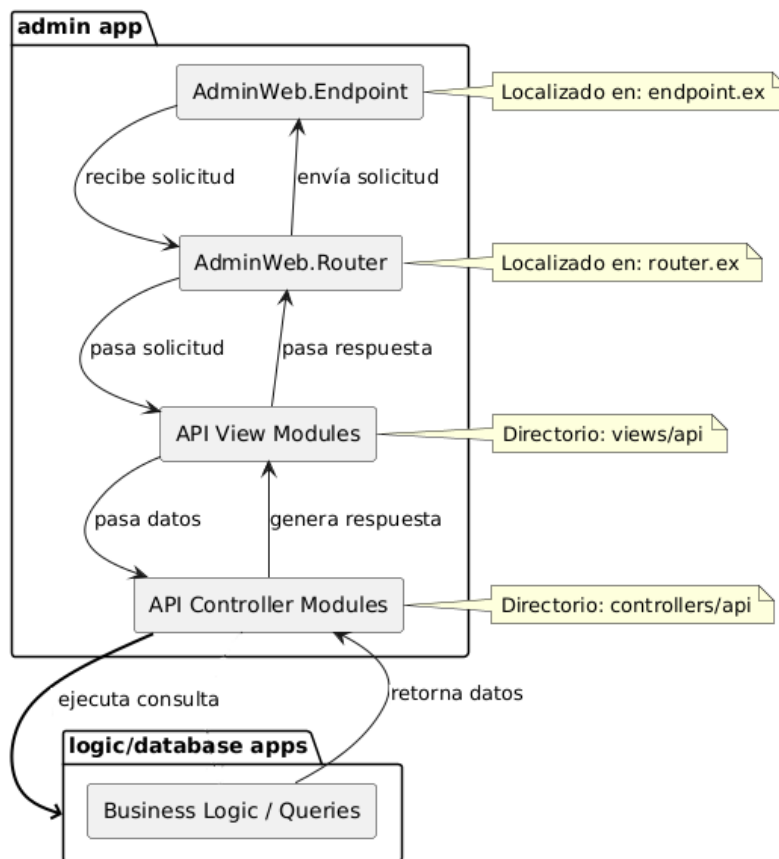 admin app
AdminWeb.Endpoint
Localizado en: endpoint.ex
recibe solicitud
envía solicitud
AdminWeb.Router
Localizado en: router.ex
pasa solicitud
pasa respuesta
API View Modules
Directorio: views/api
pasa datos
genera respuesta
API Controller Modules
Directorio: controllers/api
ejecuta consulta
retorna datos
logic/database apps
Business Logic / Queries